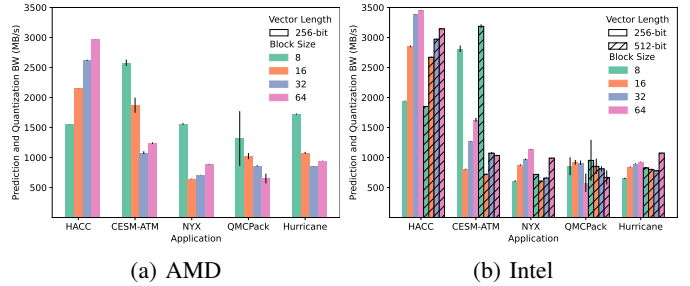 Prediction and Quantization BW (MB/s)
3500
3000
2500
2000
1500
1000
500
Vector Length
256-bit
Block Size
8
16
32
64
HACC
CESM-ATM
NYX
QMCPack
Hurricane
Application
(a) AMD
Prediction and Quantization BW (MB/s)
3500
3000
2500
2000
1500
1000
500
Vector Length
256-bit
512-bit
Block Size
8
16
32
64
HACC
CESM-ATM
NYX
QMCPack
Hurricane
Application
(b) Intel